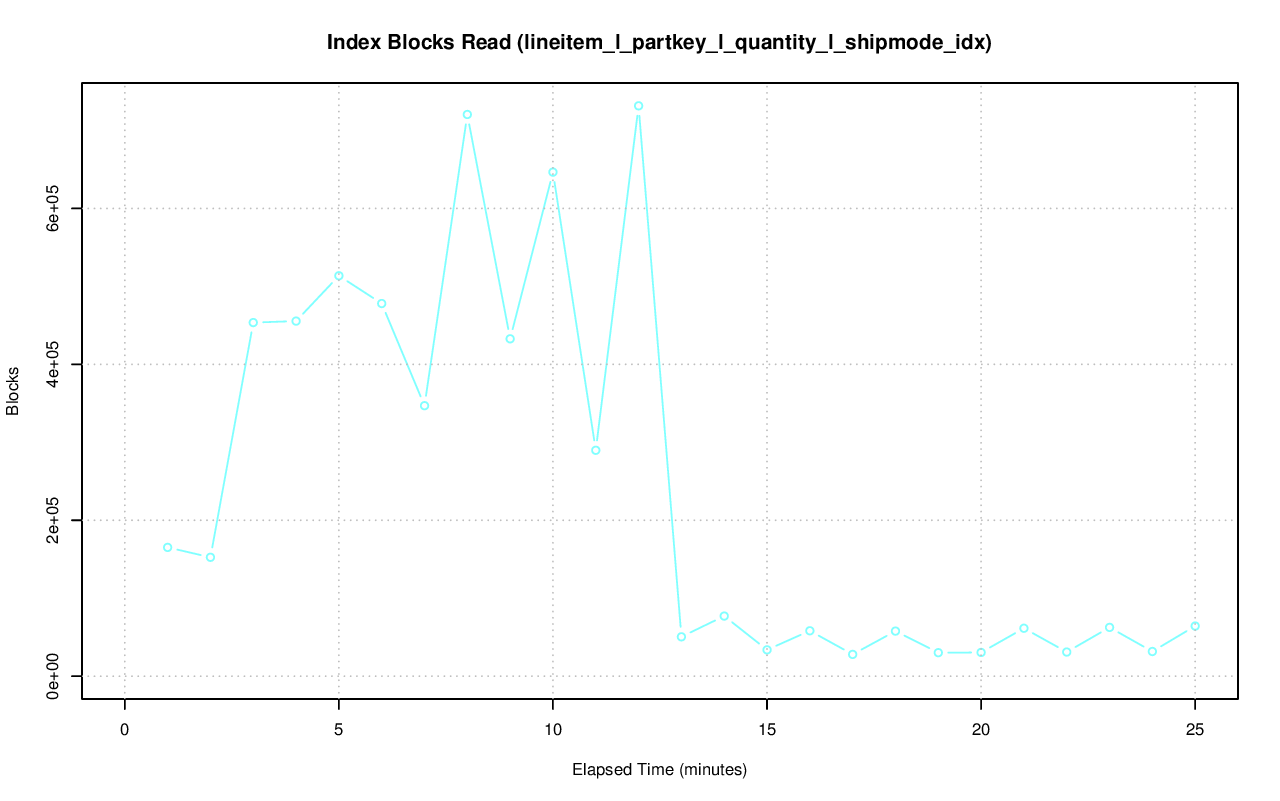 Index Blocks Read (lineitem_l_partkey_l_quantity_l_shipmode_idx)
6e+05
4e+05
2e+05
0e+00
Blocks
0 5 10 15 20 25
Elapsed Time (minutes)